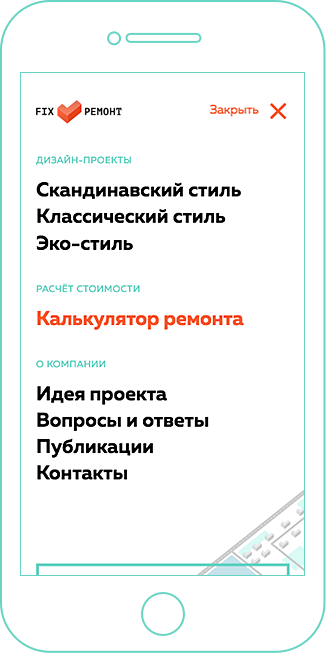 FIX РЕМОНТ
Закрыть
ДИЗАЙН-ПРОЕКТЫ
Скандинавский стиль
Классический стиль
Эко-стиль
РАСЧЁТ СТОИМОСТИ
Калькулятор ремонта
О КОМПАНИИ
Идея проекта
Вопросы и ответы
Публикации
Контакты